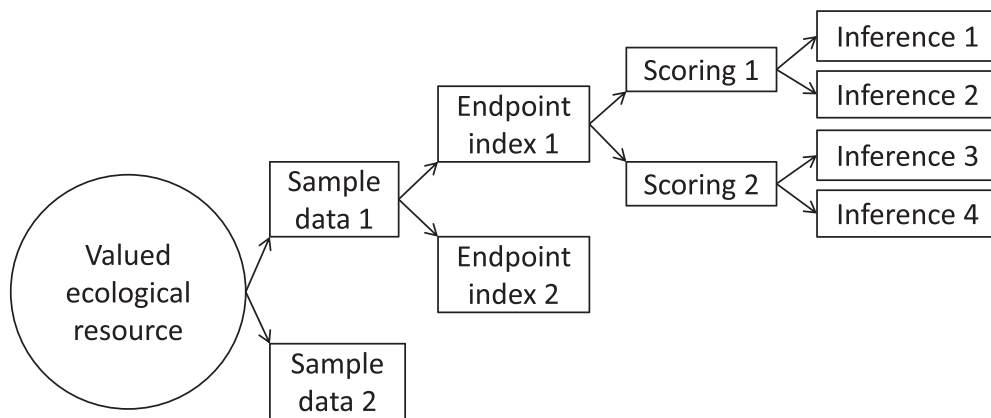 Valued
ecological
resource
Sample
data 1
Sample
data 2
Endpoint
index 1
Endpoint
index 2
Scoring 1
Scoring 2
Inference 1
Inference 2
Inference 3
Inference 4